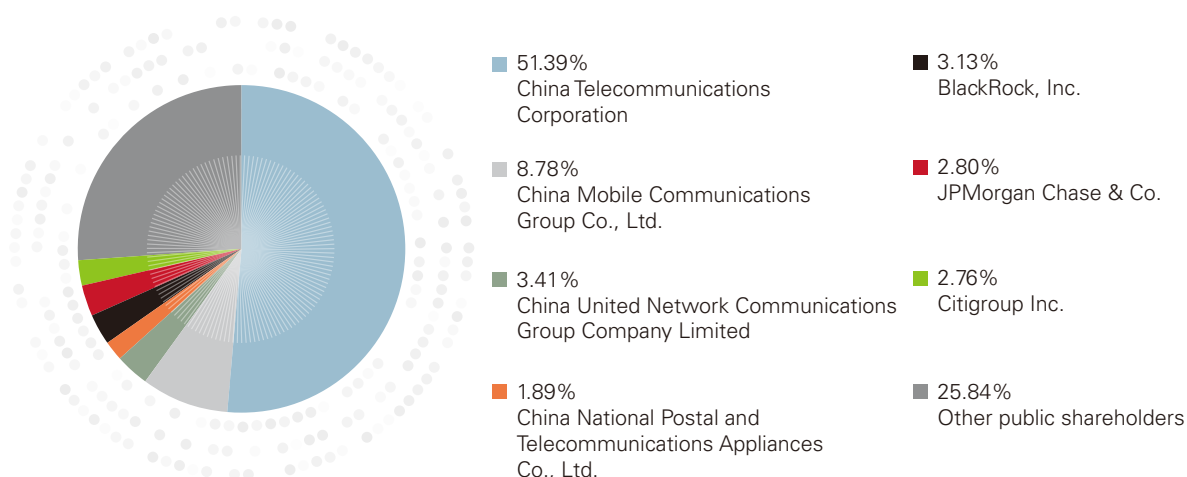 51.39%
China Telecommunications
Corporation
8.78%
China Mobile Communications
Group Co., Ltd.
3.41%
China United Network Communications
Group Company Limited
1.89%
China National Postal and
Telecommunications Appliances
Co., Ltd.
3.13%
BlackRock, Inc.
2.80%
JPMorgan Chase & Co.
2.76%
Citigroup Inc.
25.84%
Other public shareholders